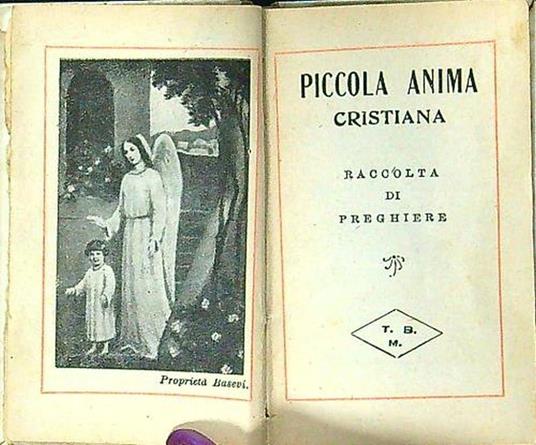 Proprietà Basevi.
PICCOLA ANIMA
CRISTIANA
RACCOLTA
DI
PREGHIERE
T. B.
M.